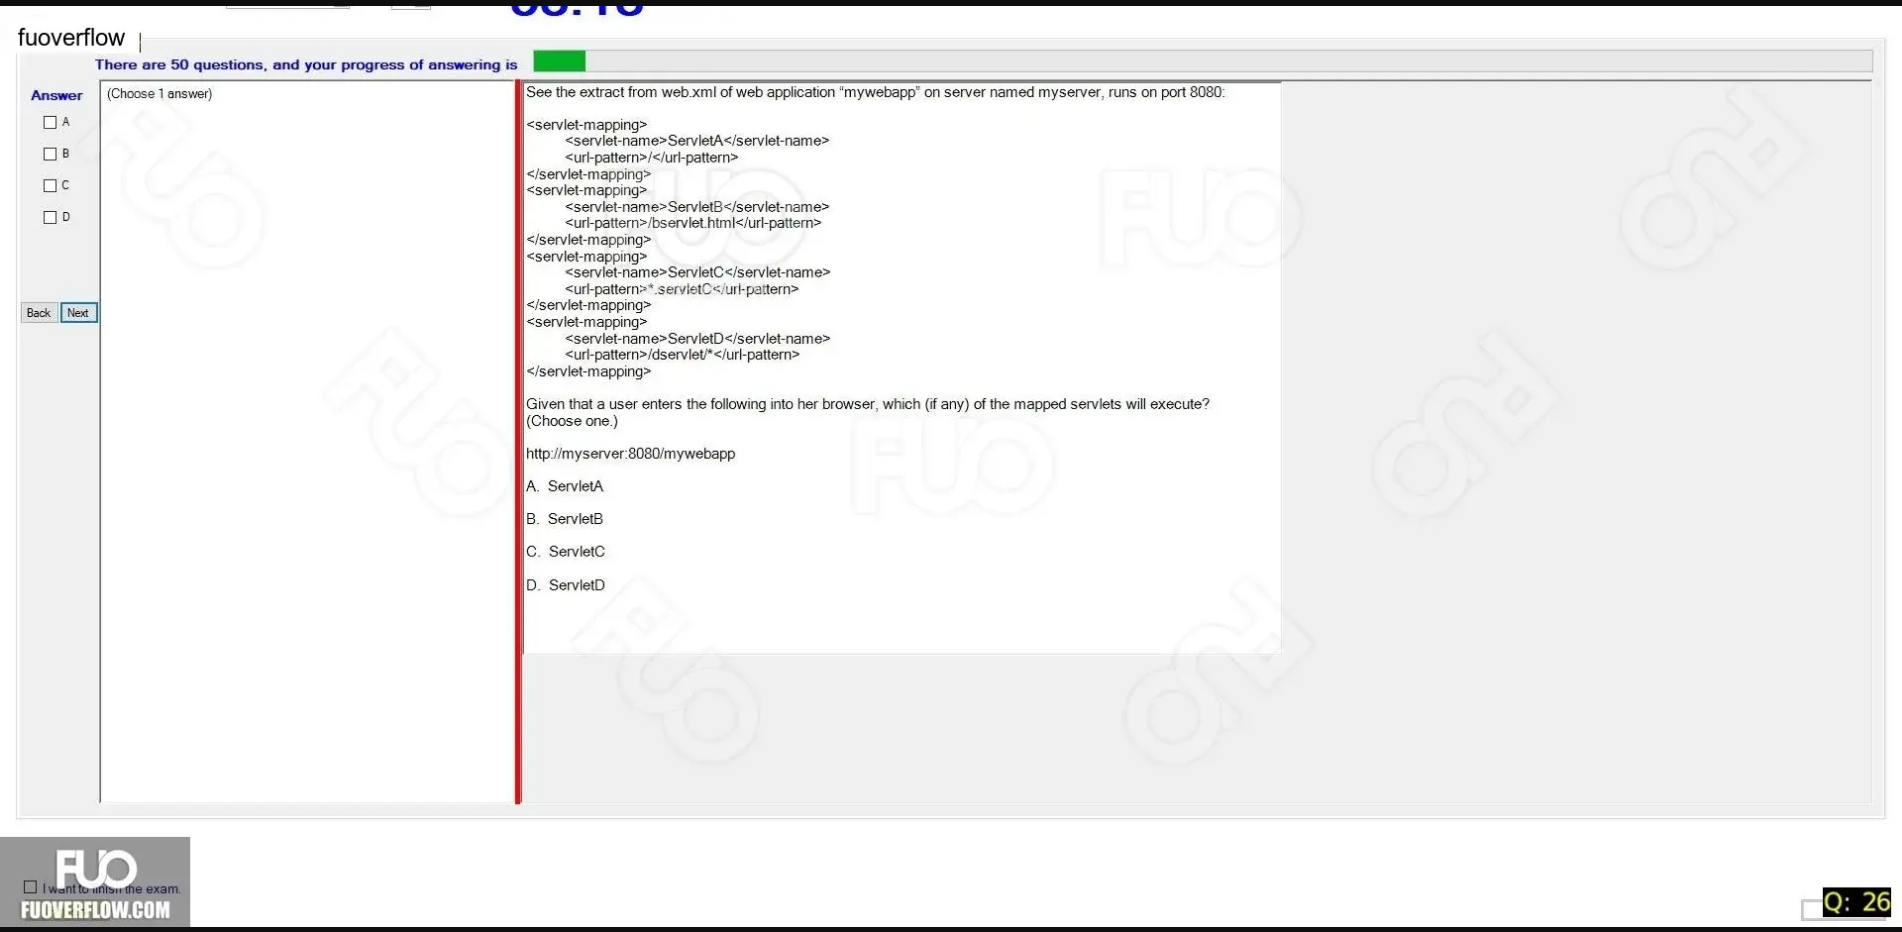 fuoverflow
There are 50 questions, and your progress of answering is
Answer
(Choose 1 answer)
A
B
C
D
Back Next
See the extract from web.xml of web application “mywebapp” on server named myserver, runs on port 8080:
<servlet-mapping>
<servlet-name>ServletA</servlet-name>
<url-pattern>/</url-pattern>
</servlet-mapping>
<servlet-mapping>
<servlet-name>ServletB</servlet-name>
<url-pattern>/bservlet.html</url-pattern>
</servlet-mapping>
<servlet-mapping>
<servlet-name>ServletC</servlet-name>
<url-pattern>*.servletC</url-pattern>
</servlet-mapping>
<servlet-mapping>
<servlet-name>ServletD</servlet-name>
<url-pattern>/dservlet/*</url-pattern>
</servlet-mapping>
Given that a user enters the following into her browser, which (if any) of the mapped servlets will execute?
(Choose one.)
http://myserver:8080/mywebapp
A. ServletA
B. ServletB
C. ServletC
D. ServletD
FUO
I want to finish the exam.
FUOVERFLOW.COM
Q: 26